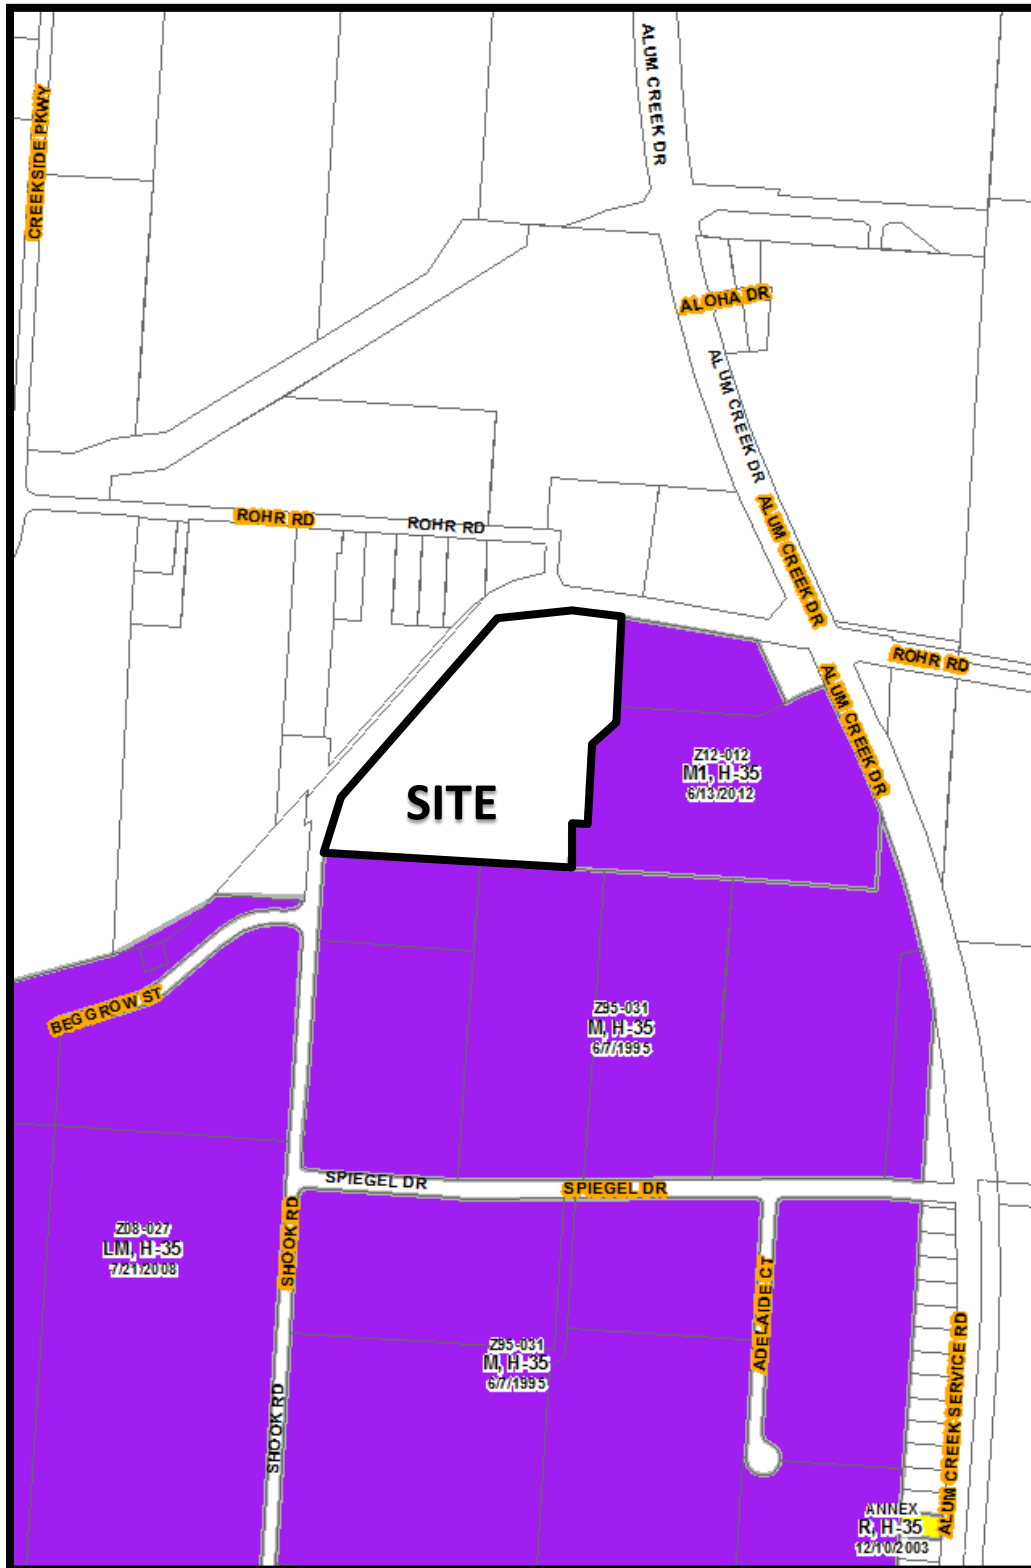 ALUM CREEK DR
CREEKSIDE PKWY
ALOHA DR
ALUM CREEK DR
ALUM CREEK DR
ROHR RD
ROHR RD
ROHR RD
ALUM CREEK DR
Z12-012
M1, H-35
6/13/2012
SITE
BEGGROW ST
Z95-031
M, H-35
6/7/1995
SPIEGEL DR
SPIEGEL DR
SHOOK RD
Z08-027
LM, H-35
7/21/2008
ADELAIDE CT
Z95-031
M, H-35
6/7/1995
SHOOK RD
ALUM CREEK SERVICE RD
ANNEX
R, H-35
12/10/2003